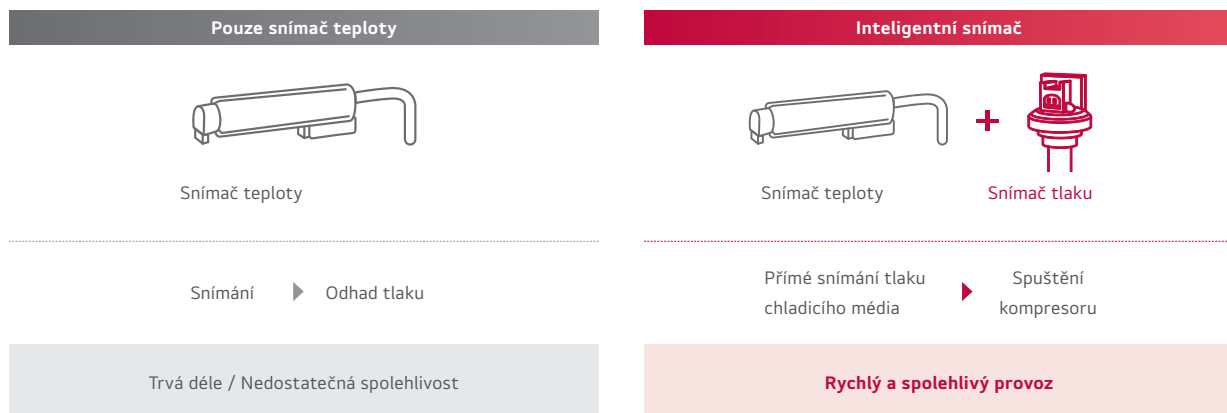 Pouze snímač teploty
Snímač teploty
Snímání
Odhad tlaku
Trvá déle / Nedostatečná spolehlivost
Inteligentní snímač
+
Snímač teploty
Snímač tlaku
Přímé snímání tlaku
chladicího média
Spuštění
kompresoru
Rychlý a spolehlivý provoz